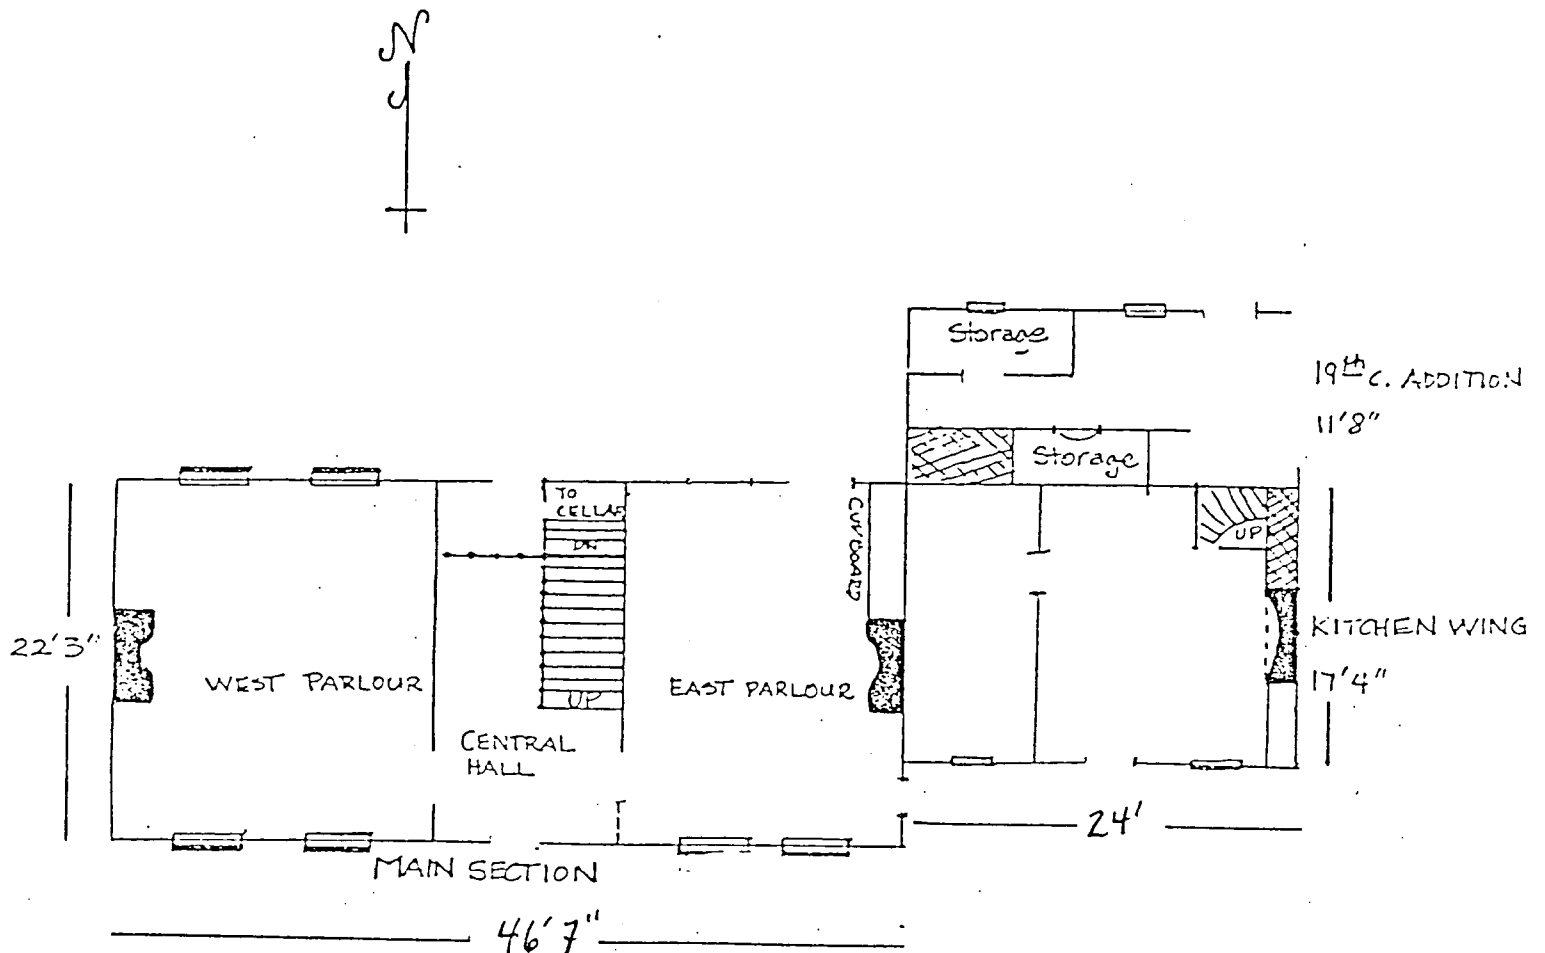 N
Storage
19th C. ADDITION
11'8"
Storage
TO
CELLAR
DN
CUPBOARD
UP
22'3"
WEST PARLOUR
UP
EAST PARLOUR
KITCHEN WING
17'4"
CENTRAL
HALL
24'
MAIN SECTION
46'7"